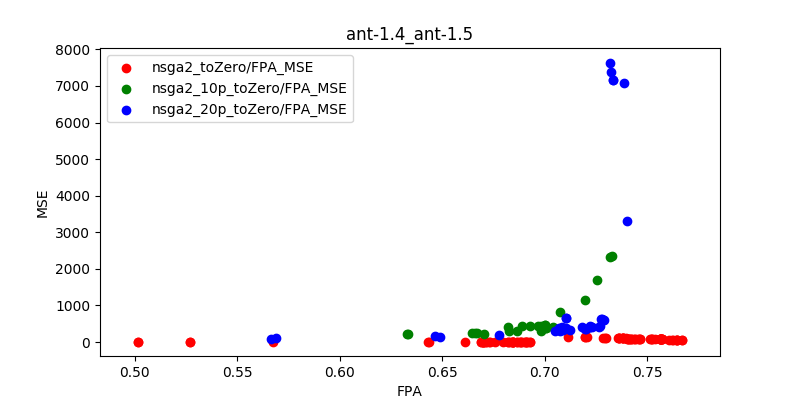 ant-1.4_ant-1.5
nsga2_toZero/FPA_MSE
nsga2_10p_toZero/FPA_MSE
nsga2_20p_toZero/FPA_MSE
8000
7000
6000
5000
4000
3000
2000
1000
0
MSE
0.50 0.55 0.60 0.65 0.70 0.75
FPA